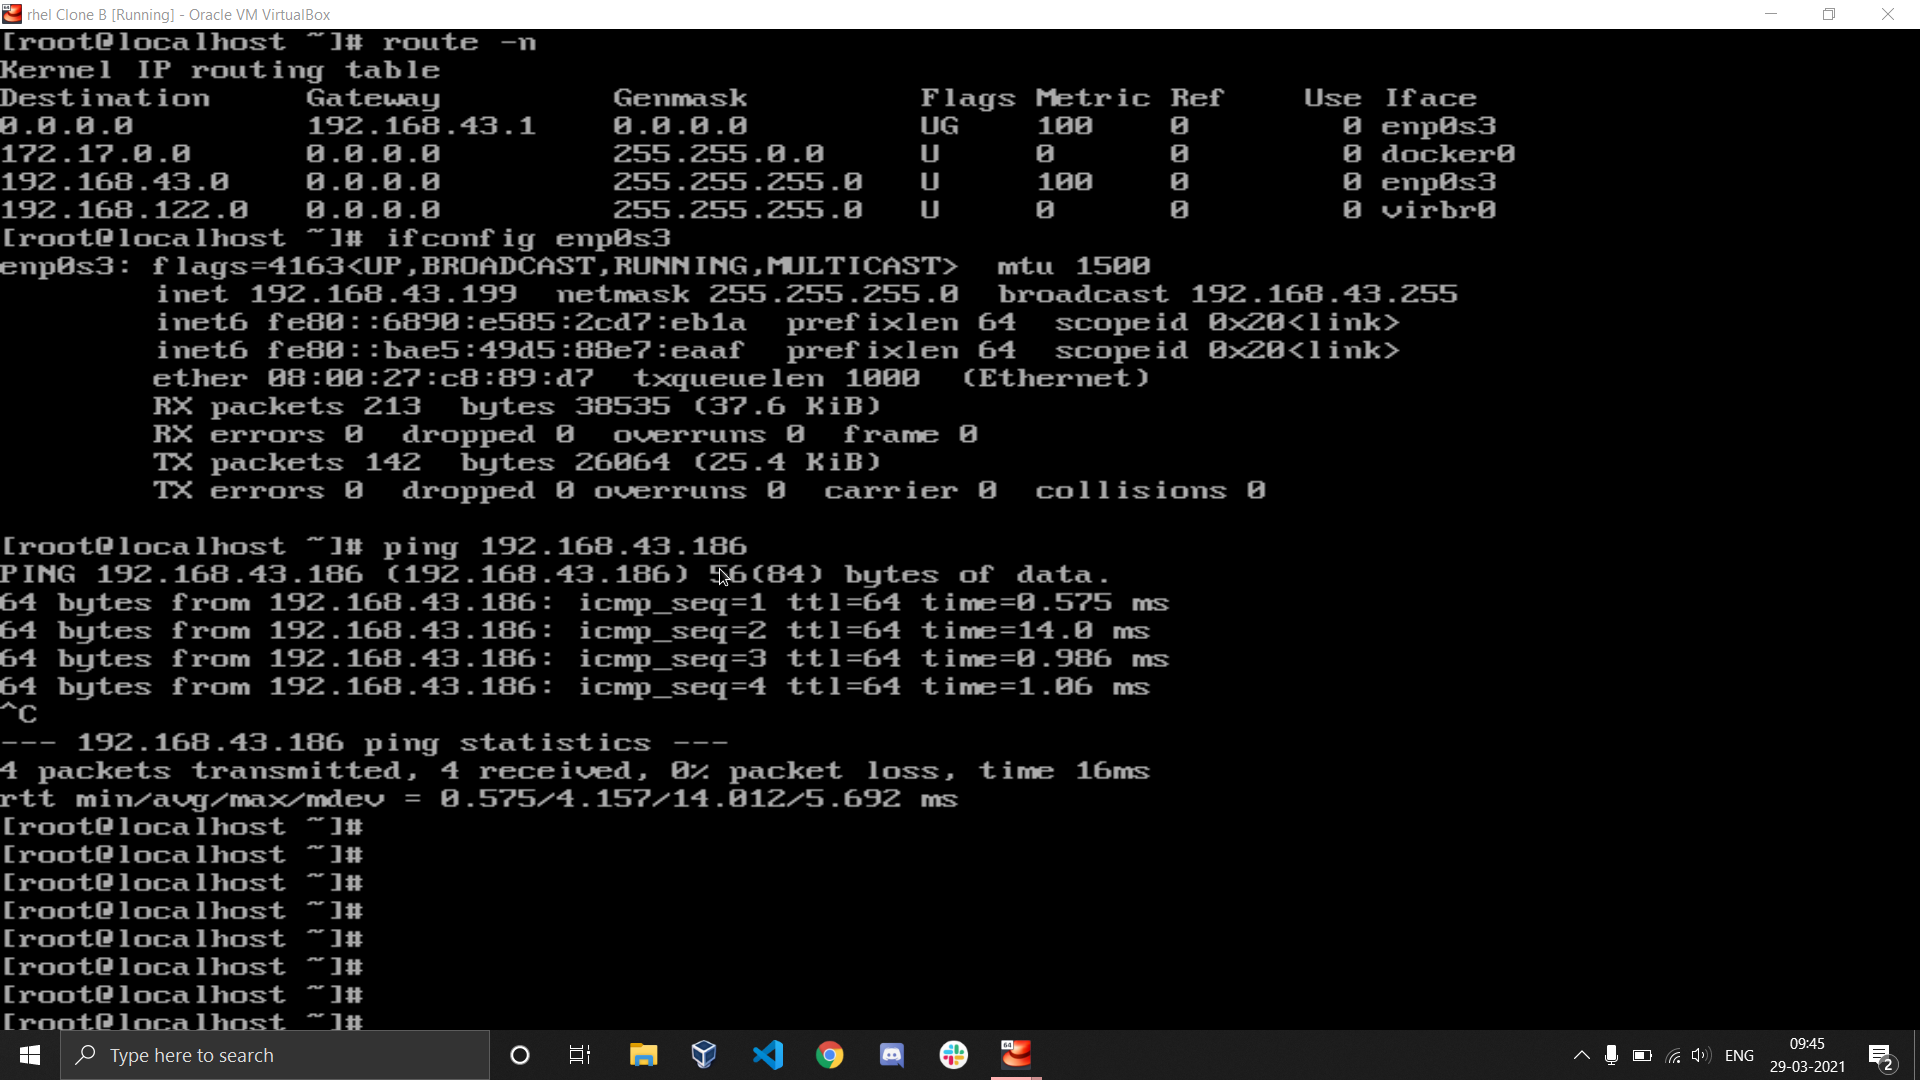 rhel Clone B [Running] - Oracle VM VirtualBox
[root@localhost ~]# route -n
Kernel IP routing table
Destination     Gateway         Genmask         Flags Metric Ref    Use Iface
0.0.0.0         192.168.43.1    0.0.0.0         UG    100    0        0 enp0s3
172.17.0.0      0.0.0.0         255.255.0.0     U     0      0        0 docker0
192.168.43.0    0.0.0.0         255.255.255.0   U     100    0        0 enp0s3
192.168.122.0   0.0.0.0         255.255.255.0   U     0      0        0 virbr0
[root@localhost ~]# ifconfig enp0s3
enp0s3: flags=4163<UP,BROADCAST,RUNNING,MULTICAST>  mtu 1500
        inet 192.168.43.199  netmask 255.255.255.0  broadcast 192.168.43.255
        inet6 fe80::6890:e585:2cd7:eb1a  prefixlen 64  scopeid 0x20<link>
        inet6 fe80::bae5:49d5:88e7:eaaf  prefixlen 64  scopeid 0x20<link>
        ether 08:00:27:c8:89:d7  txqueuelen 1000  (Ethernet)
        RX packets 213  bytes 38535 (37.6 KiB)
        RX errors 0  dropped 0  overruns 0  frame 0
        TX packets 142  bytes 26064 (25.4 KiB)
        TX errors 0  dropped 0 overruns 0  carrier 0  collisions 0
[root@localhost ~]# ping 192.168.43.186
PING 192.168.43.186 (192.168.43.186) 56(84) bytes of data.
64 bytes from 192.168.43.186: icmp_seq=1 ttl=64 time=0.575 ms
64 bytes from 192.168.43.186: icmp_seq=2 ttl=64 time=14.0 ms
64 bytes from 192.168.43.186: icmp_seq=3 ttl=64 time=0.986 ms
64 bytes from 192.168.43.186: icmp_seq=4 ttl=64 time=1.06 ms
^C
--- 192.168.43.186 ping statistics ---
4 packets transmitted, 4 received, 0% packet loss, time 16ms
rtt min/avg/max/mdev = 0.575/4.157/14.012/5.692 ms
[root@localhost ~]#
[root@localhost ~]#
[root@localhost ~]#
[root@localhost ~]#
[root@localhost ~]#
[root@localhost ~]#
[root@localhost ~]#
[root@localhost ~]#
Type here to search
64
ENG
09:45
29-03-2021
2